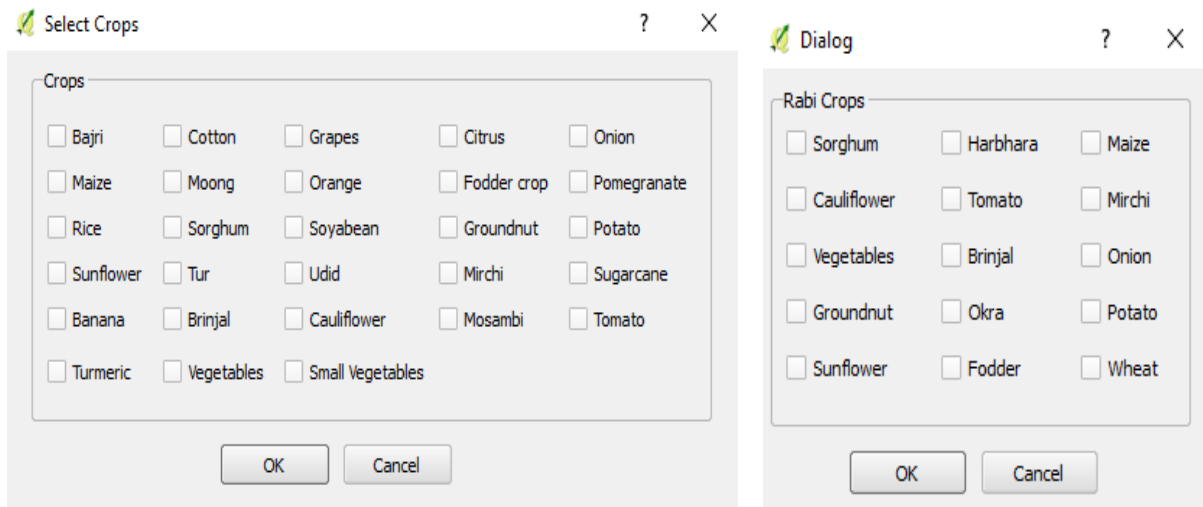 Select Crops ? X
Crops
Bajri Cotton Grapes Citrus Onion
Maize Moong Orange Fodder crop Pomegranate
Rice Sorghum Soyabean Groundnut Potato
Sunflower Tur Udid Mirchi Sugarcane
Banana Brinjal Cauliflower Mosambi Tomato
Turmeric Vegetables Small Vegetables
OK Cancel
Dialog ? X
Rabi Crops
Sorghum Harbhara Maize
Cauliflower Tomato Mirchi
Vegetables Brinjal Onion
Groundnut Okra Potato
Sunflower Fodder Wheat
OK Cancel